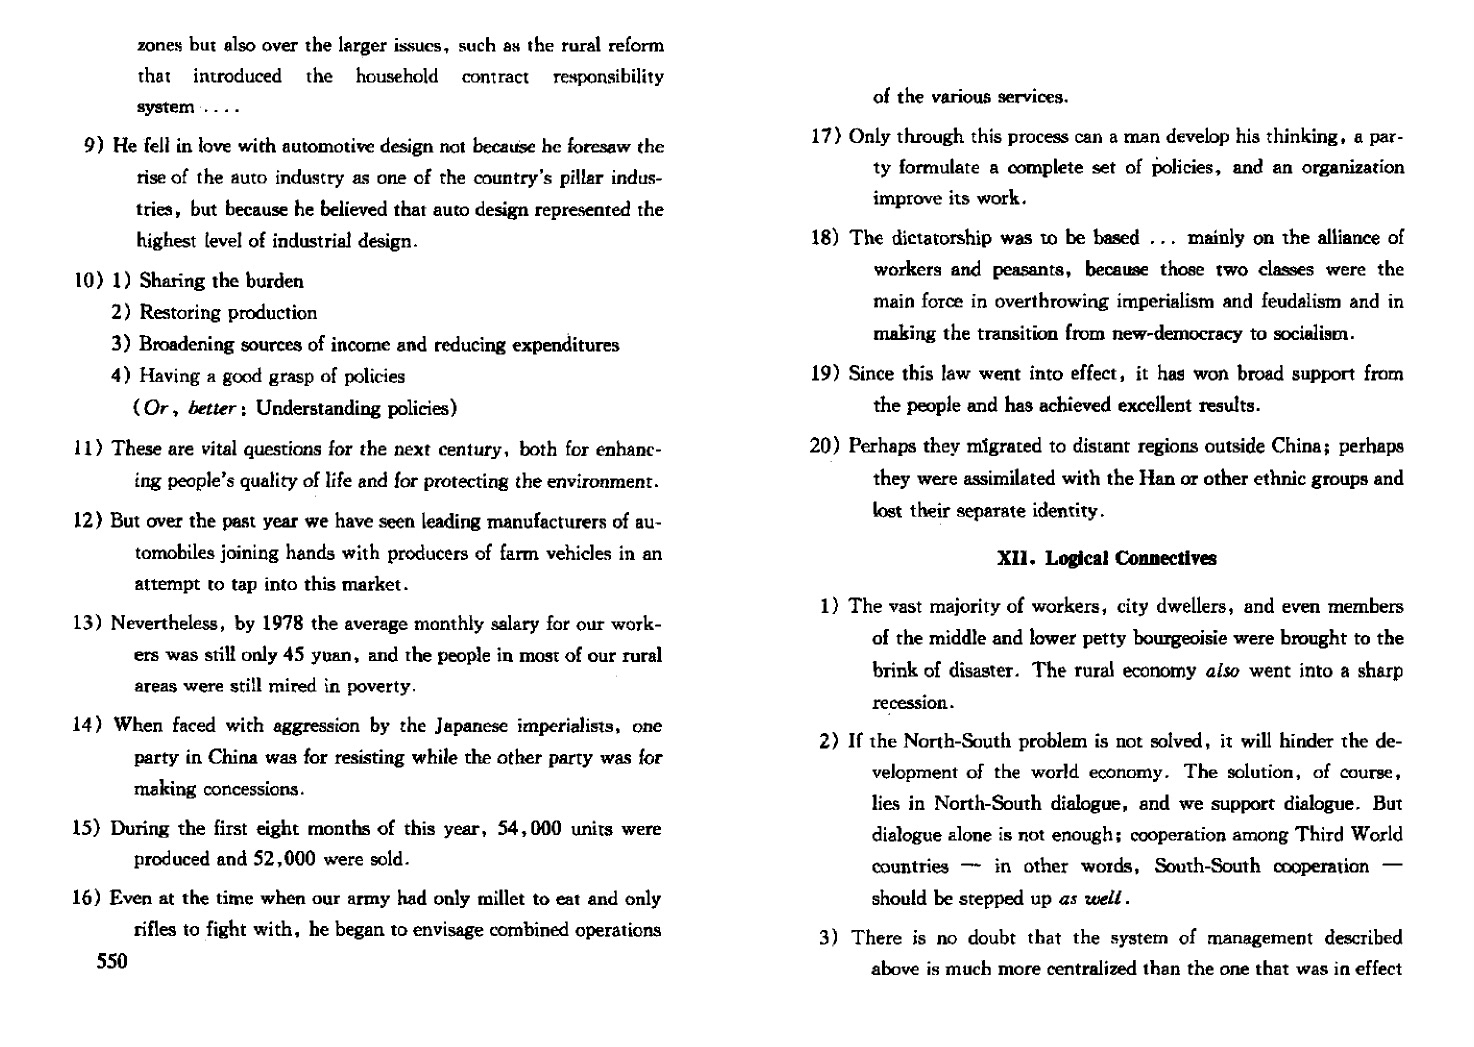 zones but also over the larger issues, such as the rural reform
that introduced the household contract responsibility
system ....
9) He fell in love with automotive design not because he foresaw the
rise of the auto industry as one of the country's pillar indus-
tries, but because he believed that auto design represented the
highest level of industrial design.
10) 1) Sharing the burden
2) Restoring production
3) Broadening sources of income and reducing expenditures
4) Having a good grasp of policies
(Or, better: Understanding policies)
11) These are vital questions for the next century, both for enhanc-
ing people's quality of life and for protecting the environment.
12) But over the past year we have seen leading manufacturers of au-
tomobiles joining hands with producers of farm vehicles in an
attempt to tap into this market.
13) Nevertheless, by 1978 the average monthly salary for our work-
ers was still only 45 yuan, and the people in most of our rural
areas were still mired in poverty.
14) When faced with aggression by the Japanese imperialists, one
party in China was for resisting while the other party was for
making concessions.
15) During the first eight months of this year, 54,000 units were
produced and 52,000 were sold.
16) Even at the time when our army had only millet to eat and only
rifles to fight with, he began to envisage combined operations
550
of the various services.
17) Only through this process can a man develop his thinking, a par-
ty formulate a complete set of policies, and an organization
improve its work.
18) The dictatorship was to be based ... mainly on the alliance of
workers and peasants, because those two classes were the
main force in overthrowing imperialism and feudalism and in
making the transition from new-democracy to socialism.
19) Since this law went into effect, it has won broad support from
the people and has achieved excellent results.
20) Perhaps they migrated to distant regions outside China; perhaps
they were assimilated with the Han or other ethnic groups and
lost their separate identity.
XII. Logical Connectives
1) The vast majority of workers, city dwellers, and even members
of the middle and lower petty bourgeoisie were brought to the
brink of disaster. The rural economy also went into a sharp
recession.
2) If the North-South problem is not solved, it will hinder the de-
velopment of the world economy. The solution, of course,
lies in North-South dialogue, and we support dialogue. But
dialogue alone is not enough; cooperation among Third World
countries — in other words, South-South cooperation —
should be stepped up as well.
3) There is no doubt that the system of management described
above is much more centralized than the one that was in effect